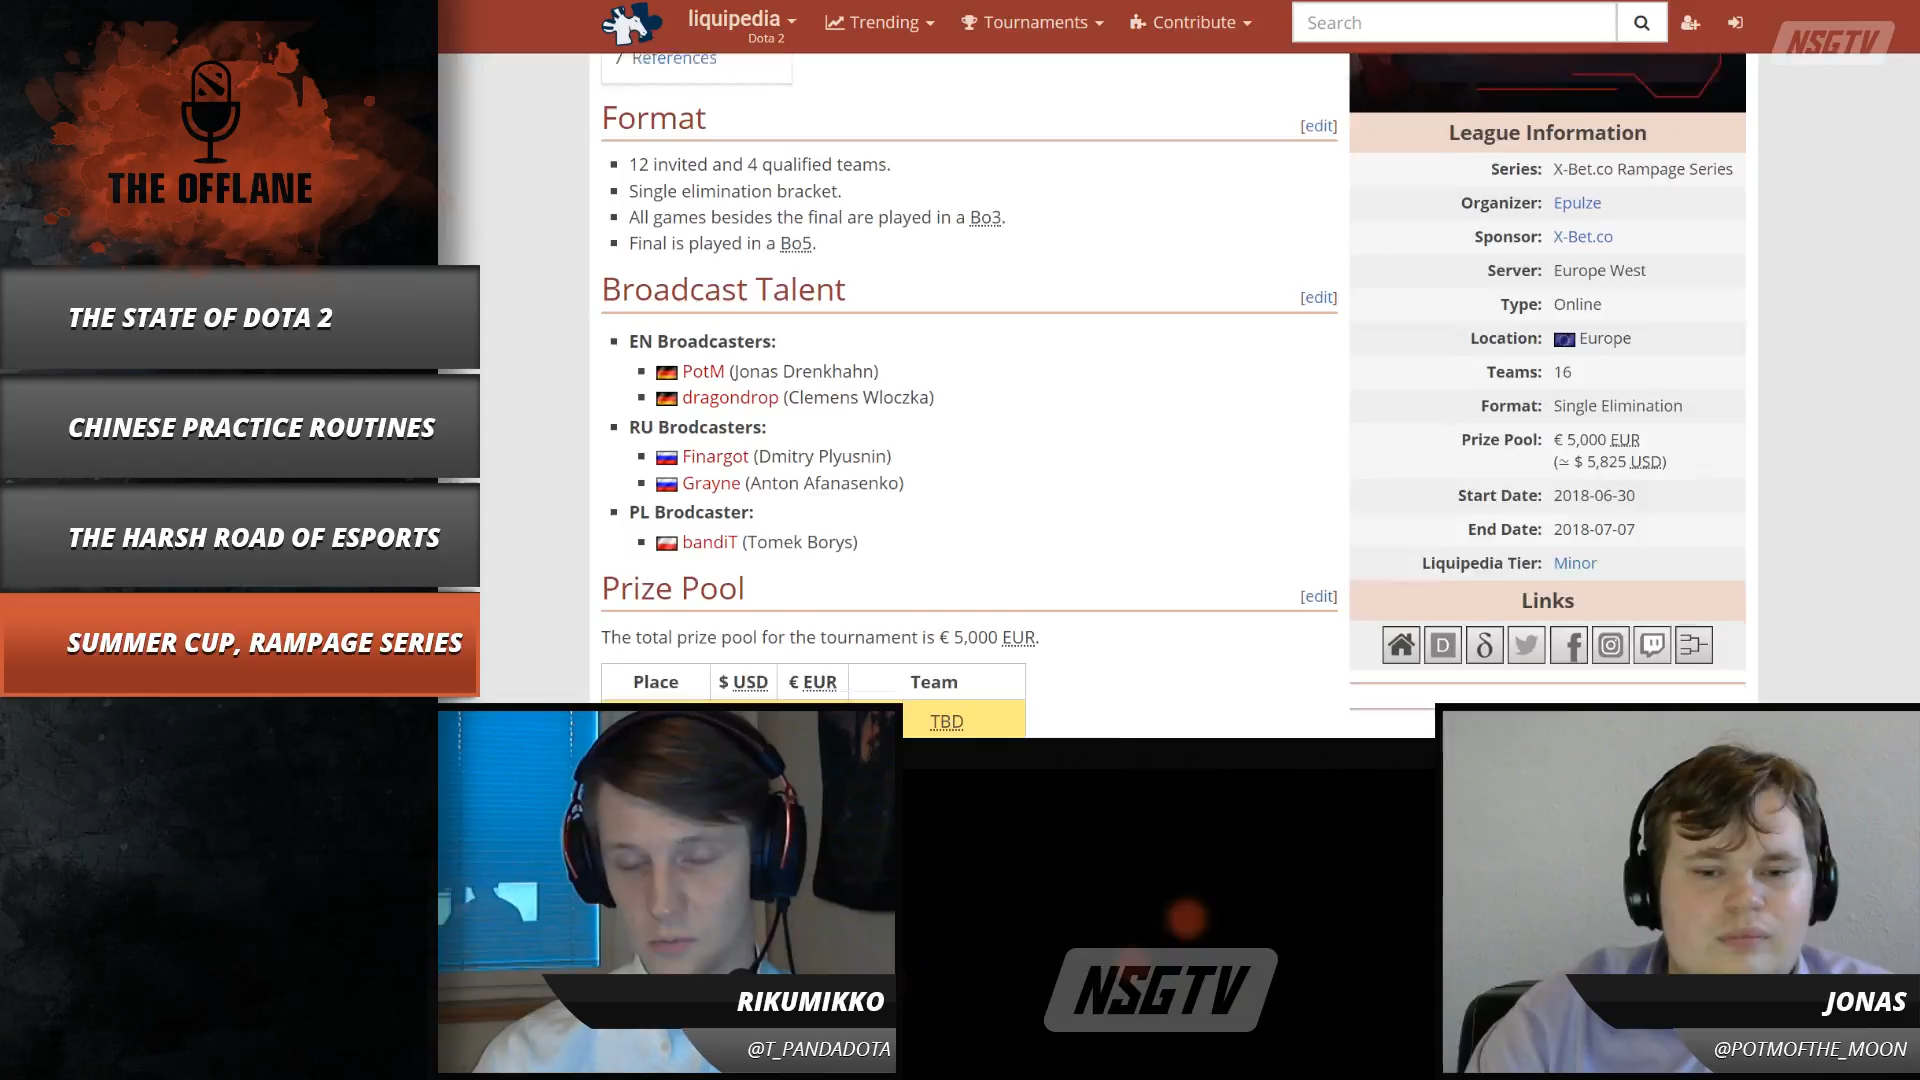 THE OFFLANE
THE STATE OF DOTA 2
CHINESE PRACTICE ROUTINES
THE HARSH ROAD OF ESPORTS
SUMMER CUP, RAMPAGE SERIES
liquipedia
Dota 2
Trending
Tournaments
Contribute
Search
NSGTV
7 References
Format
[edit]
12 invited and 4 qualified teams.
Single elimination bracket.
All games besides the final are played in a Bo3.
Final is played in a Bo5.
Broadcast Talent
[edit]
EN Broadcasters:
PotM (Jonas Drenkhahn)
dragondrop (Clemens Wloczka)
RU Brodcasters:
Finargot (Dmitry Plyusnin)
Grayne (Anton Afanasenko)
PL Brodcaster:
bandiT (Tomek Borys)
Prize Pool
[edit]
The total prize pool for the tournament is € 5,000 EUR.
Place $ USD € EUR Team
TBD
League Information
Series: X-Bet.co Rampage Series
Organizer: Epulze
Sponsor: X-Bet.co
Server: Europe West
Type: Online
Location: Europe
Teams: 16
Format: Single Elimination
Prize Pool: € 5,000 EUR
(≃ $ 5,825 USD)
Start Date: 2018-06-30
End Date: 2018-07-07
Liquipedia Tier: Minor
Links
RIKUMIKKO
@T_PANDADOTA
NSGTV
JONAS
@POTMOFTHE_MOON